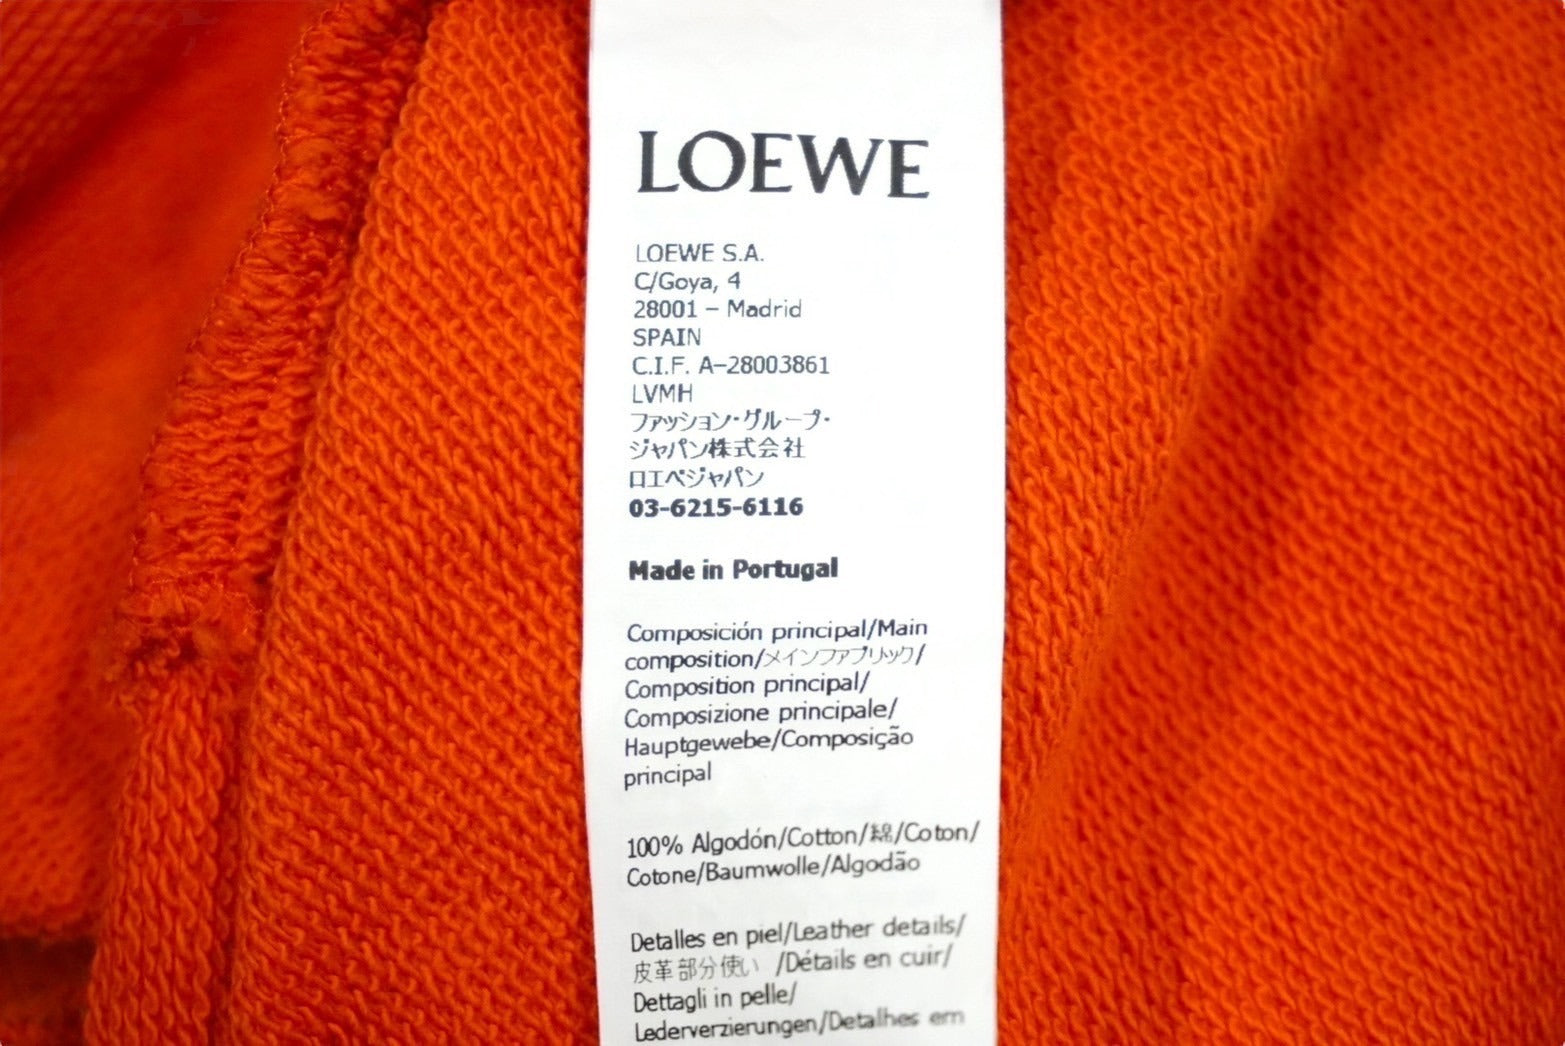 LOEWE
LOEWE S.A.
C/Goya, 4
28001 – Madrid
SPAIN
C.I.F. A–28003861
LVMH
ファッション・グループ・
ジャパン株式会社
ロエベジャパン
03-6215-6116
Made in Portugal
Composición principal/Main
composition/メインファブリック/
Composition principal/
Composizione principale/
Hauptgewebe/Composição
principal
100% Algodón/Cotton/綿/Coton/
Cotone/Baumwolle/Algodão
Detalles en piel/Leather details/
皮革部分使い /Détails en cuir/
Dettagli in pelle/
Lederverzierungen/Detalhes em